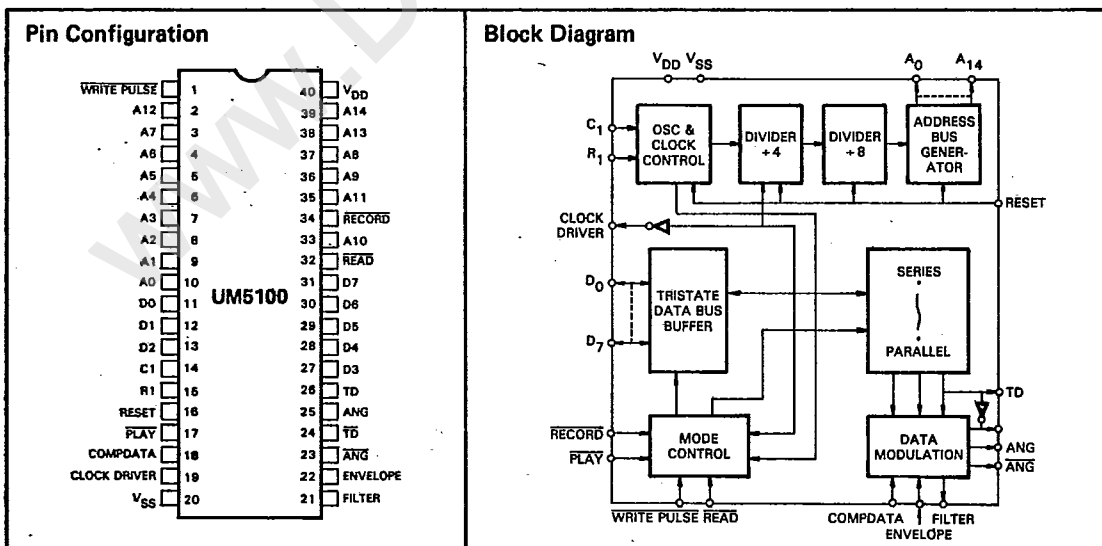 Pin Configuration
WRITE PULSE 1
A12 2
A7 3
A6 4
A5 5
A4 6
A3 7
A2 8
A1 9
A0 10
D0 11
D1 12
D2 13
C1 14
R1 15
RESET 16
PLAY 17
COMPDATA 18
CLOCK DRIVER 19
VSS 20
UM5100
40 VDD
39 A14
38 A13
37 A8
36 A9
35 A11
34 RECORD
33 A10
32 READ
31 D7
30 D6
29 D5
28 D4
27 D3
26 TD
25 ANG
24 TD
23 ANG
22 ENVELOPE
21 FILTER
Block Diagram
VDD VSS
A0 A14
C1
R1
OSC &
CLOCK
CONTROL
DIVIDER
÷4
DIVIDER
÷8
ADDRESS
BUS
GENER-
ATOR
RESET
CLOCK
DRIVER
D0
D7
TRISTATE
DATA BUS
BUFFER
SERIES
PARALLEL
TD
RECORD
PLAY
MODE
CONTROL
DATA
MODULATION
ANG
ANG
WRITE PULSE READ
COMPDATA FILTER
ENVELOPE
www.D